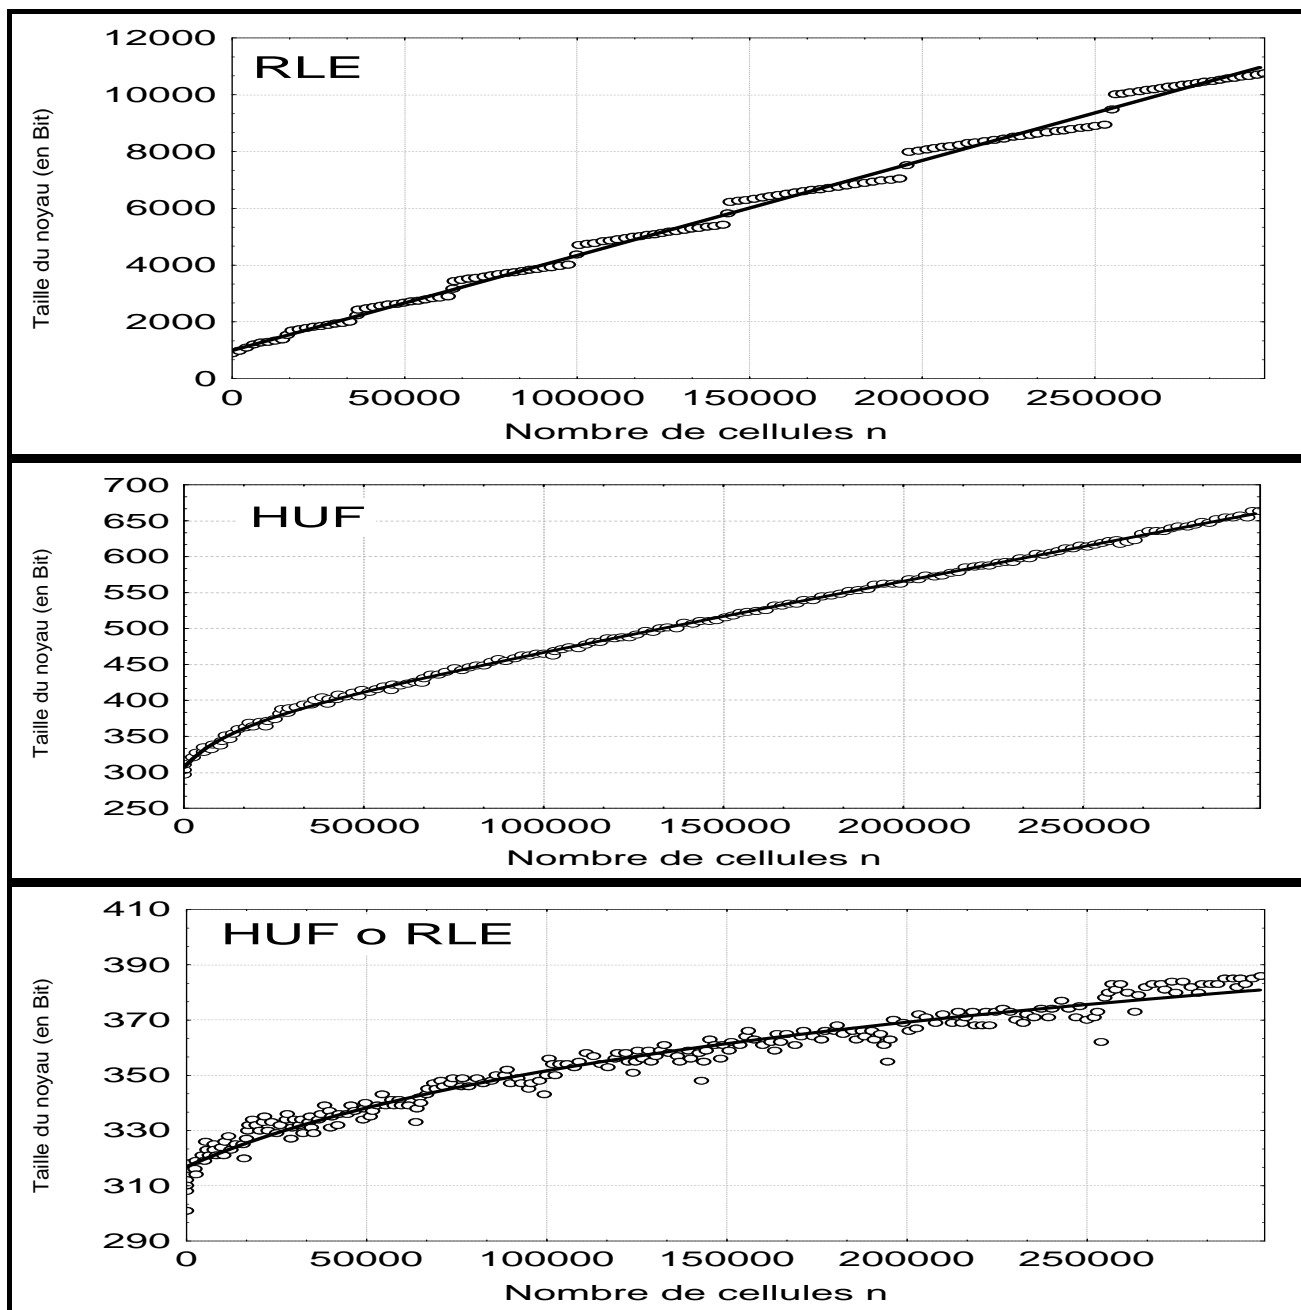 12000
RLE
10000
8000
6000
4000
2000
0
Taille du noyau (en Bit)
0 50000 100000 150000 200000 250000
Nombre de cellules n
700
HUF
650
600
550
500
450
400
350
300
250
Taille du noyau (en Bit)
0 50000 100000 150000 200000 250000
Nombre de cellules n
410
HUF o RLE
390
370
350
330
310
290
Taille du noyau (en Bit)
0 50000 100000 150000 200000 250000
Nombre de cellules n